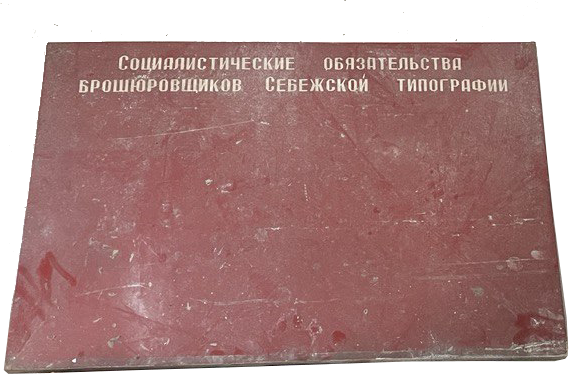 Социалистические обязательства
брошюровщиков Себежской типографии